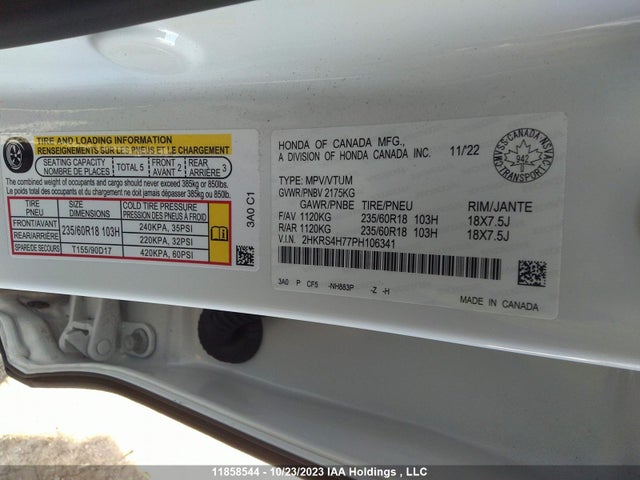 TIRE AND LOADING INFORMATION
RENSEIGNEMENTS SUR LES PNEUS ET LE CHARGEMENT
SEATING CAPACITY
NOMBRE DE PLACES
TOTAL 5
FRONT
AVANT 2
REAR
ARRIÈRE 3
The combined weight of occupants and cargo should never exceed 385kg or 850lbs.
Le poids total des occupants et du chargement ne doit jamais dépasser 385kg ou 850lb.
TIRE
PNEU
SIZE
DIMENSIONS
COLD TIRE PRESSURE
PRESSION DES PNEUS À FROID
FRONT/AVANT
235/60R18 103H
240KPA, 35PSI
REAR/ARRIÈRE
220KPA, 32PSI
SPARE/DE SECOURS
T155/90D17
420KPA, 60PSI
3A0 C1
HONDA OF CANADA MFG.,
A DIVISION OF HONDA CANADA INC.
11/22
CANADA
942
TRANSPORT
TYPE: MPV/VTUM
GVWR/PNBV 2175KG
GAWR/PNBE TIRE/PNEU RIM/JANTE
F/AV 1120KG 235/60R18 103H 18X7.5J
R/AR 1120KG 235/60R18 103H 18X7.5J
V.I.N. 2HKRS4H77PH106341
3A0 P CF5 -NH883P -Z -H
MADE IN CANADA
11858544 - 10/23/2023 IAA Holdings , LLC